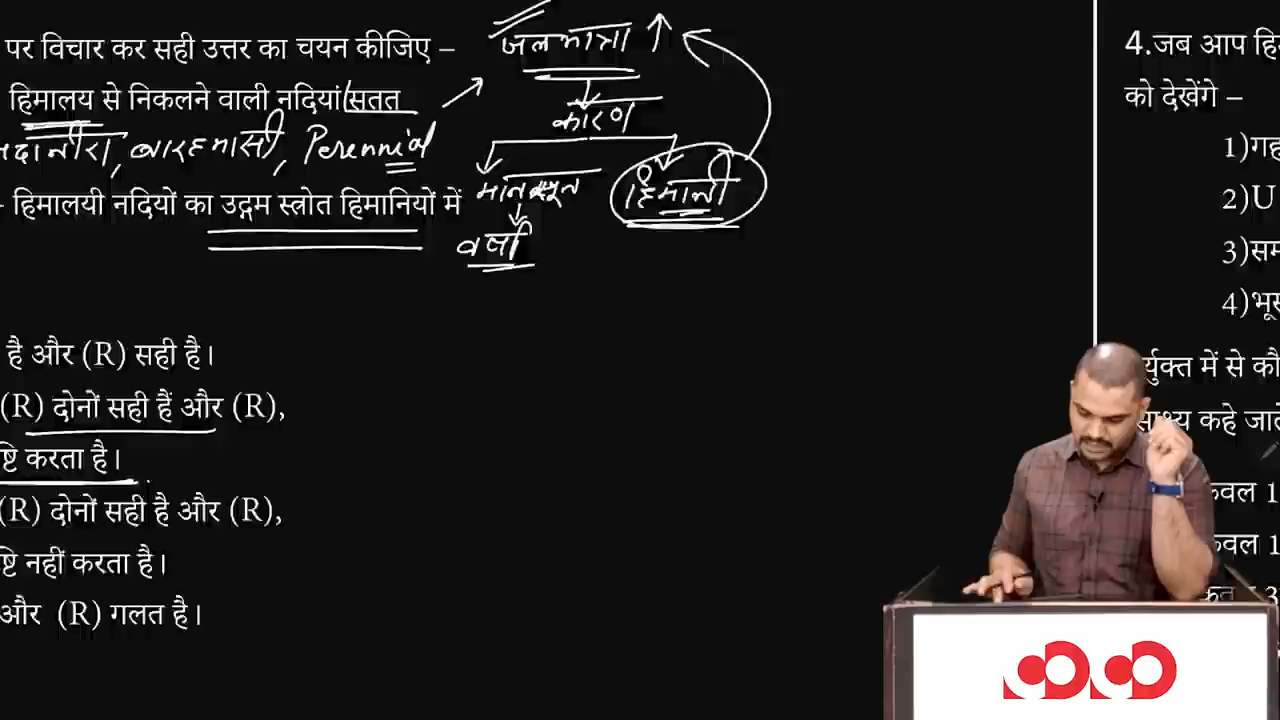 पर विचार कर सही उत्तर का चयन कीजिए –
जलमात्रा ↑
हिमालय से निकलने वाली नदियां सतत
कारण
दानीरा, बारहमासी, Perennial
मानसून
हिमानी
- हिमालयी नदियों का उद्गम स्त्रोत हिमानियों में
वर्षा
है और (R) सही है।
(R) दोनों सही हैं और (R),
ष्टि करता है।
(R) दोनों सही है और (R),
ष्टि नहीं करता है।
और (R) गलत है।
4.जब आप हि
को देखेंगे –
1)गह
2)U
3)सम
4)भूस
र्युक्त में से कौ
साक्ष्य कहे जाते
वल 1
वल 1